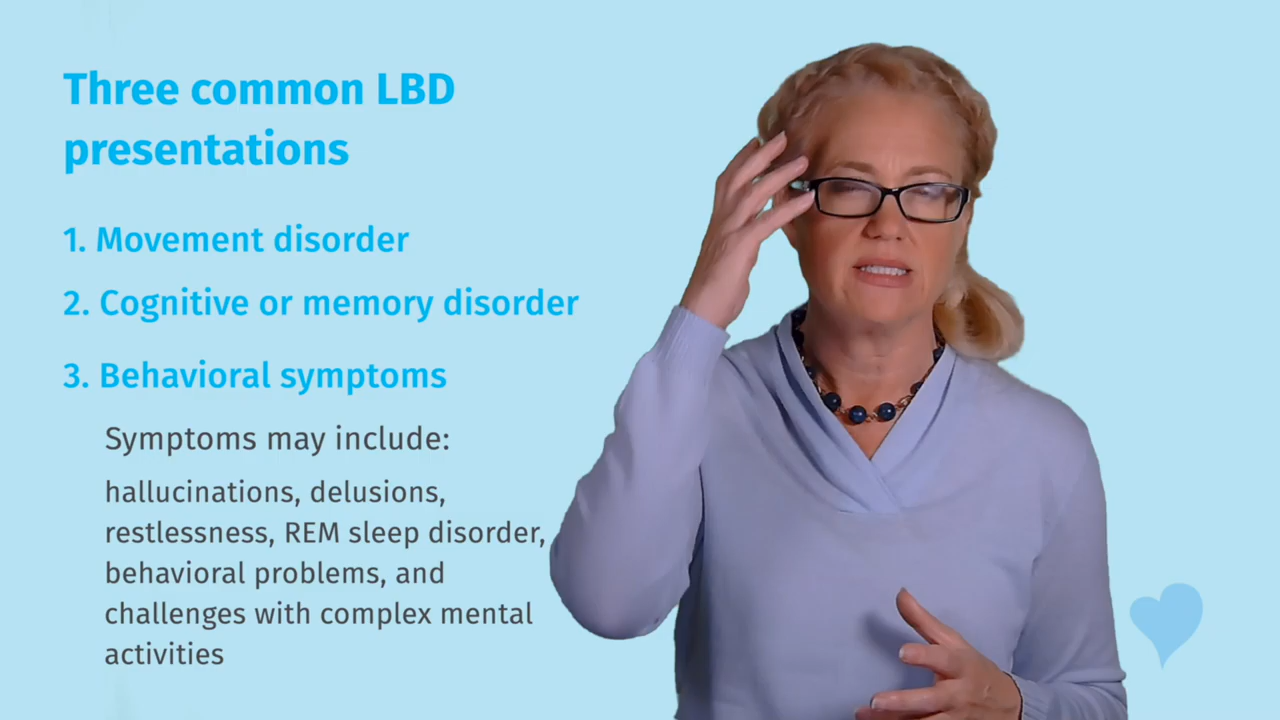 Three common LBD
presentations
1. Movement disorder
2. Cognitive or memory disorder
3. Behavioral symptoms
Symptoms may include:
hallucinations, delusions,
restlessness, REM sleep disorder,
behavioral problems, and
challenges with complex mental
activities